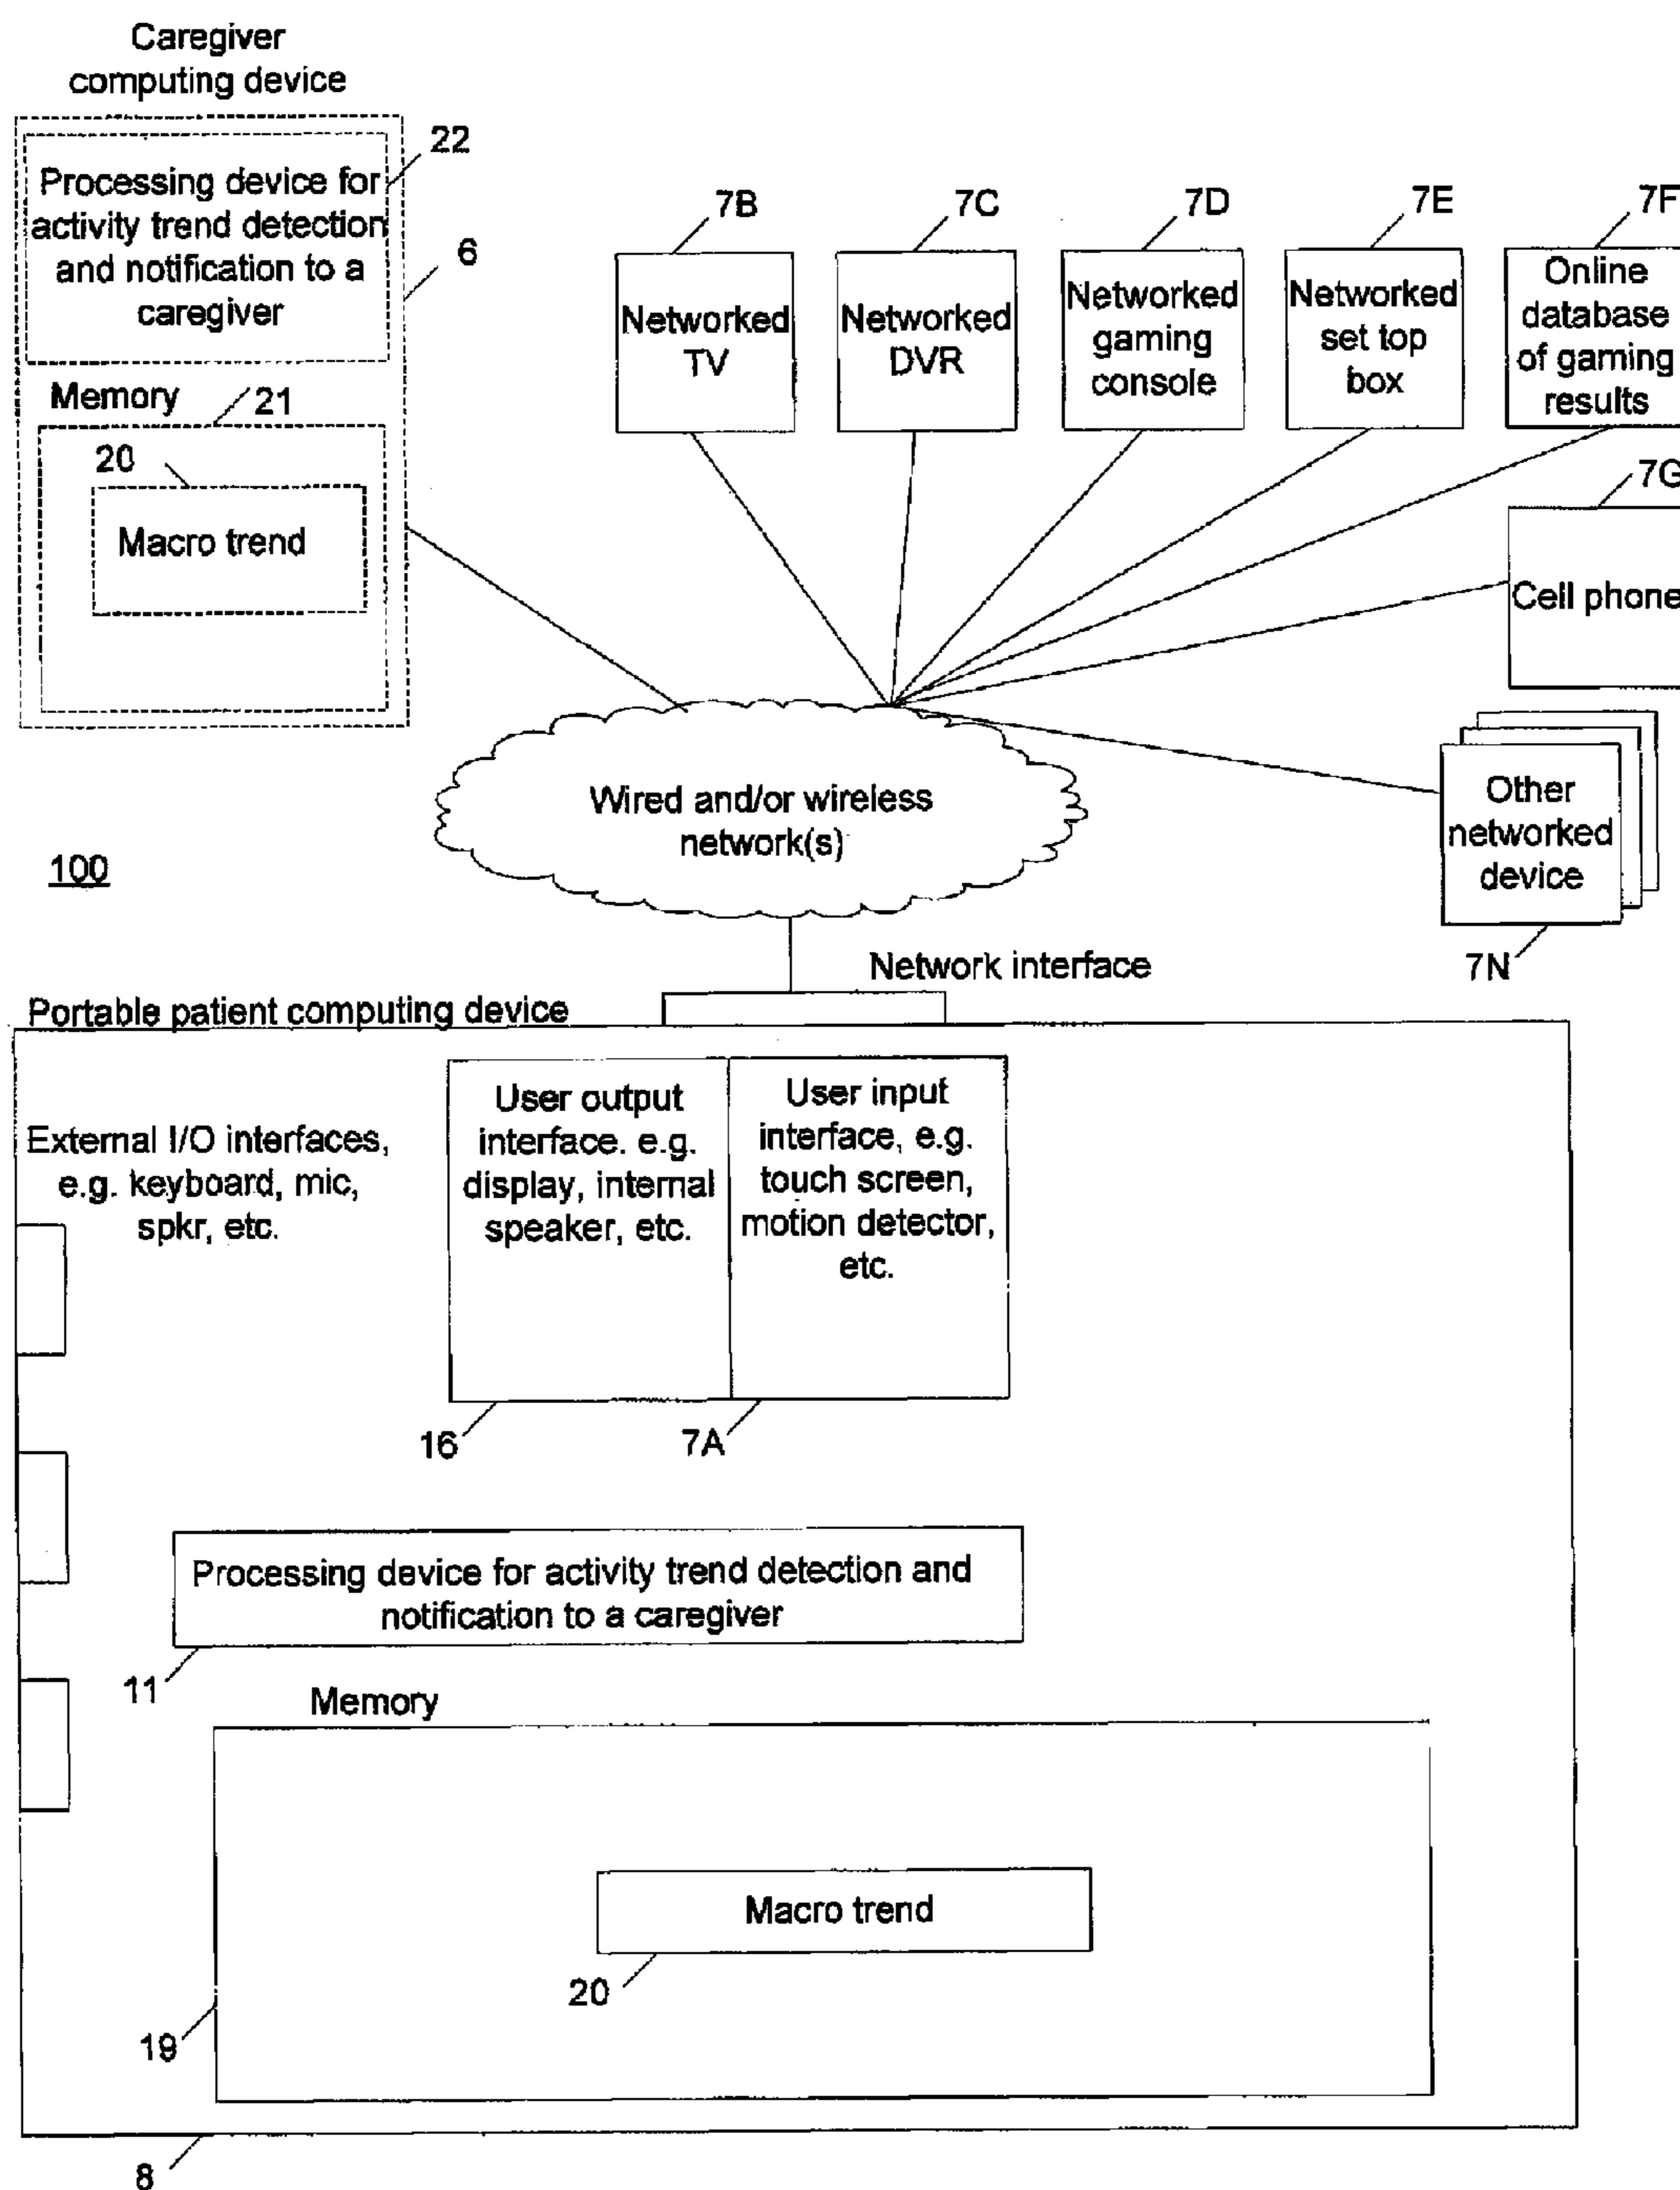 Caregiver
computing device
22
Processing device for
activity trend detection
and notification to a
caregiver
6
Memory
21
20
Macro trend
7B
Networked
TV
7C
Networked
DVR
7D
Networked
gaming
console
7E
Networked
set top
box
7F
Online
database
of gaming
results
7G
Cell phone
Wired and/or wireless
network(s)
100
Other
networked
device
7N
Network interface
Portable patient computing device
External I/O interfaces,
e.g. keyboard, mic,
spkr, etc.
User output
interface. e.g.
display, internal
speaker, etc.
User input
interface, e.g.
touch screen,
motion detector,
etc.
16
7A
Processing device for activity trend detection and
notification to a caregiver
11
Memory
Macro trend
20
19
8